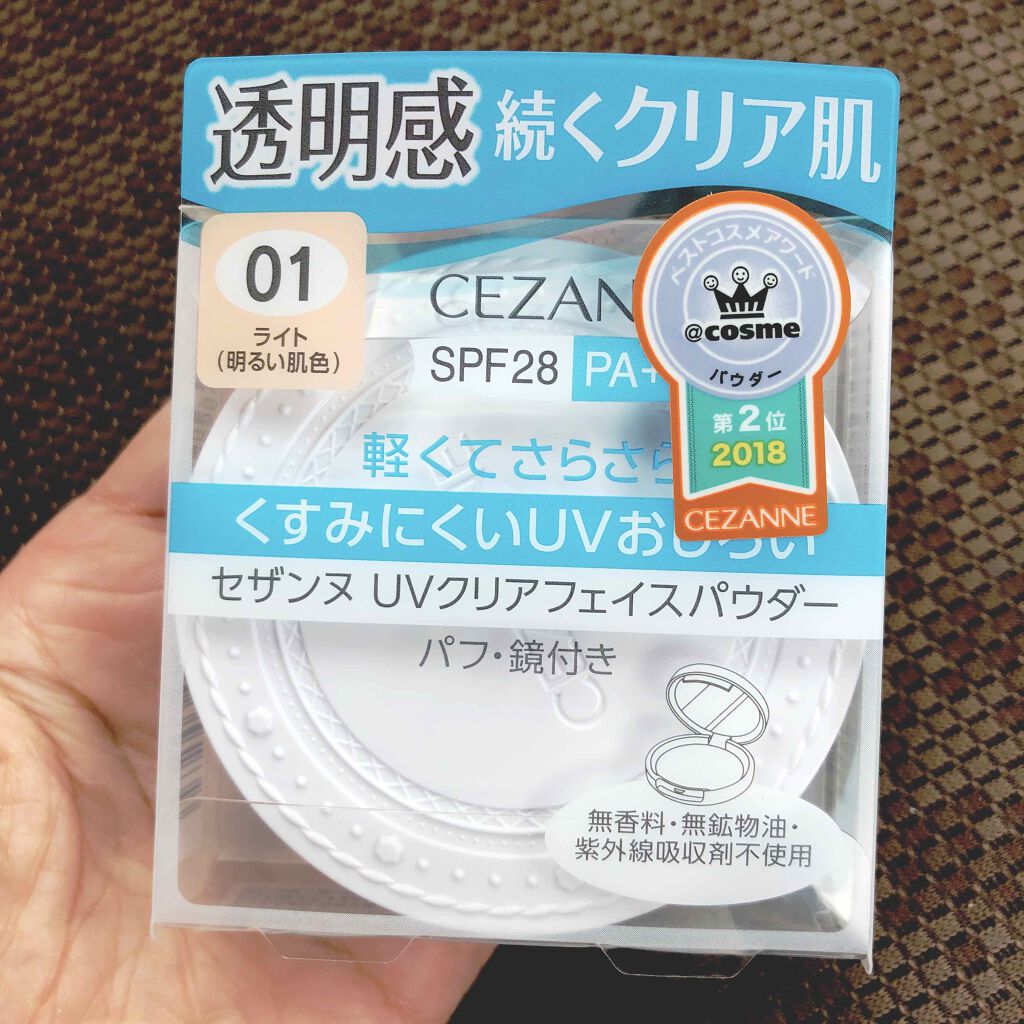 透明感 続くクリア肌
01
ライト
(明るい肌色)
CEZAN
SPF28 PA+
ベストコスメアワード
@cosme
パウダー
第2位
2018
CEZANNE
軽くてさらさら
くすみにくいUVおしろい
セザンヌ UVクリアフェイスパウダー
パフ・鏡付き
無香料・無鉱物油・
紫外線吸収剤不使用